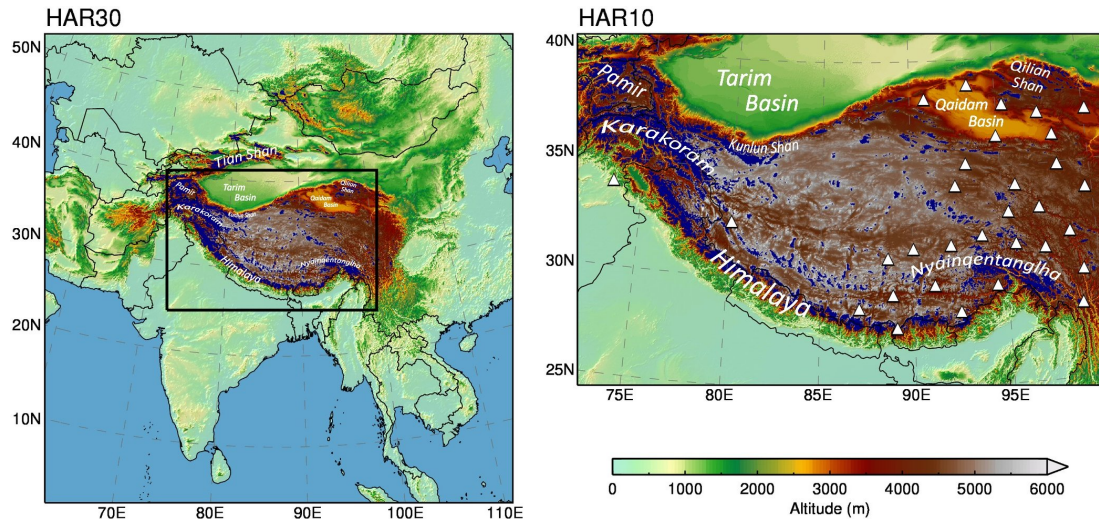 HAR30
50N
40N
30N
20N
10N
70E
80E
90E
100E
110E
Tian Shan
Pamir
Tarim
Basin
Qilian
Shan
Qaidam
Basin
Kunlun Shan
Karakoram
Himalaya
Nyainqentanglha
HAR10
40N
35N
30N
25N
75E
80E
85E
90E
95E
Pamir
Tarim
Basin
Qilian
Shan
Qaidam
Basin
Karakoram
Kunlun Shan
Himalaya
Nyainqentanglha
0
1000
2000
3000
4000
5000
6000
Altitude (m)